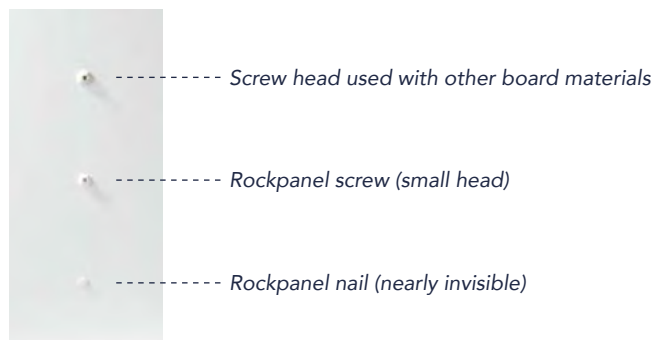 Screw head used with other board materials
Rockpanel screw (small head)
Rockpanel nail (nearly invisible)